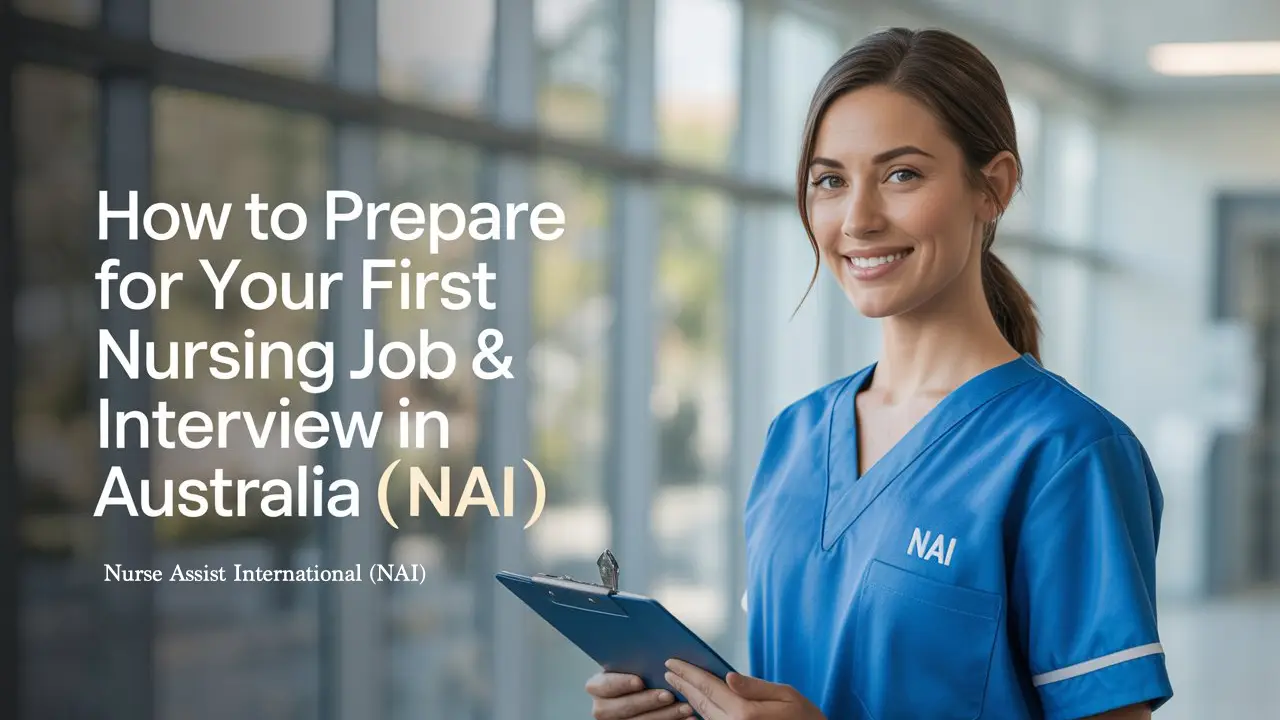 How to Prepare
for Your First
Nursing Job &
Interview in
Australia (NAI)
Nurse Assist International (NAI)
NAI